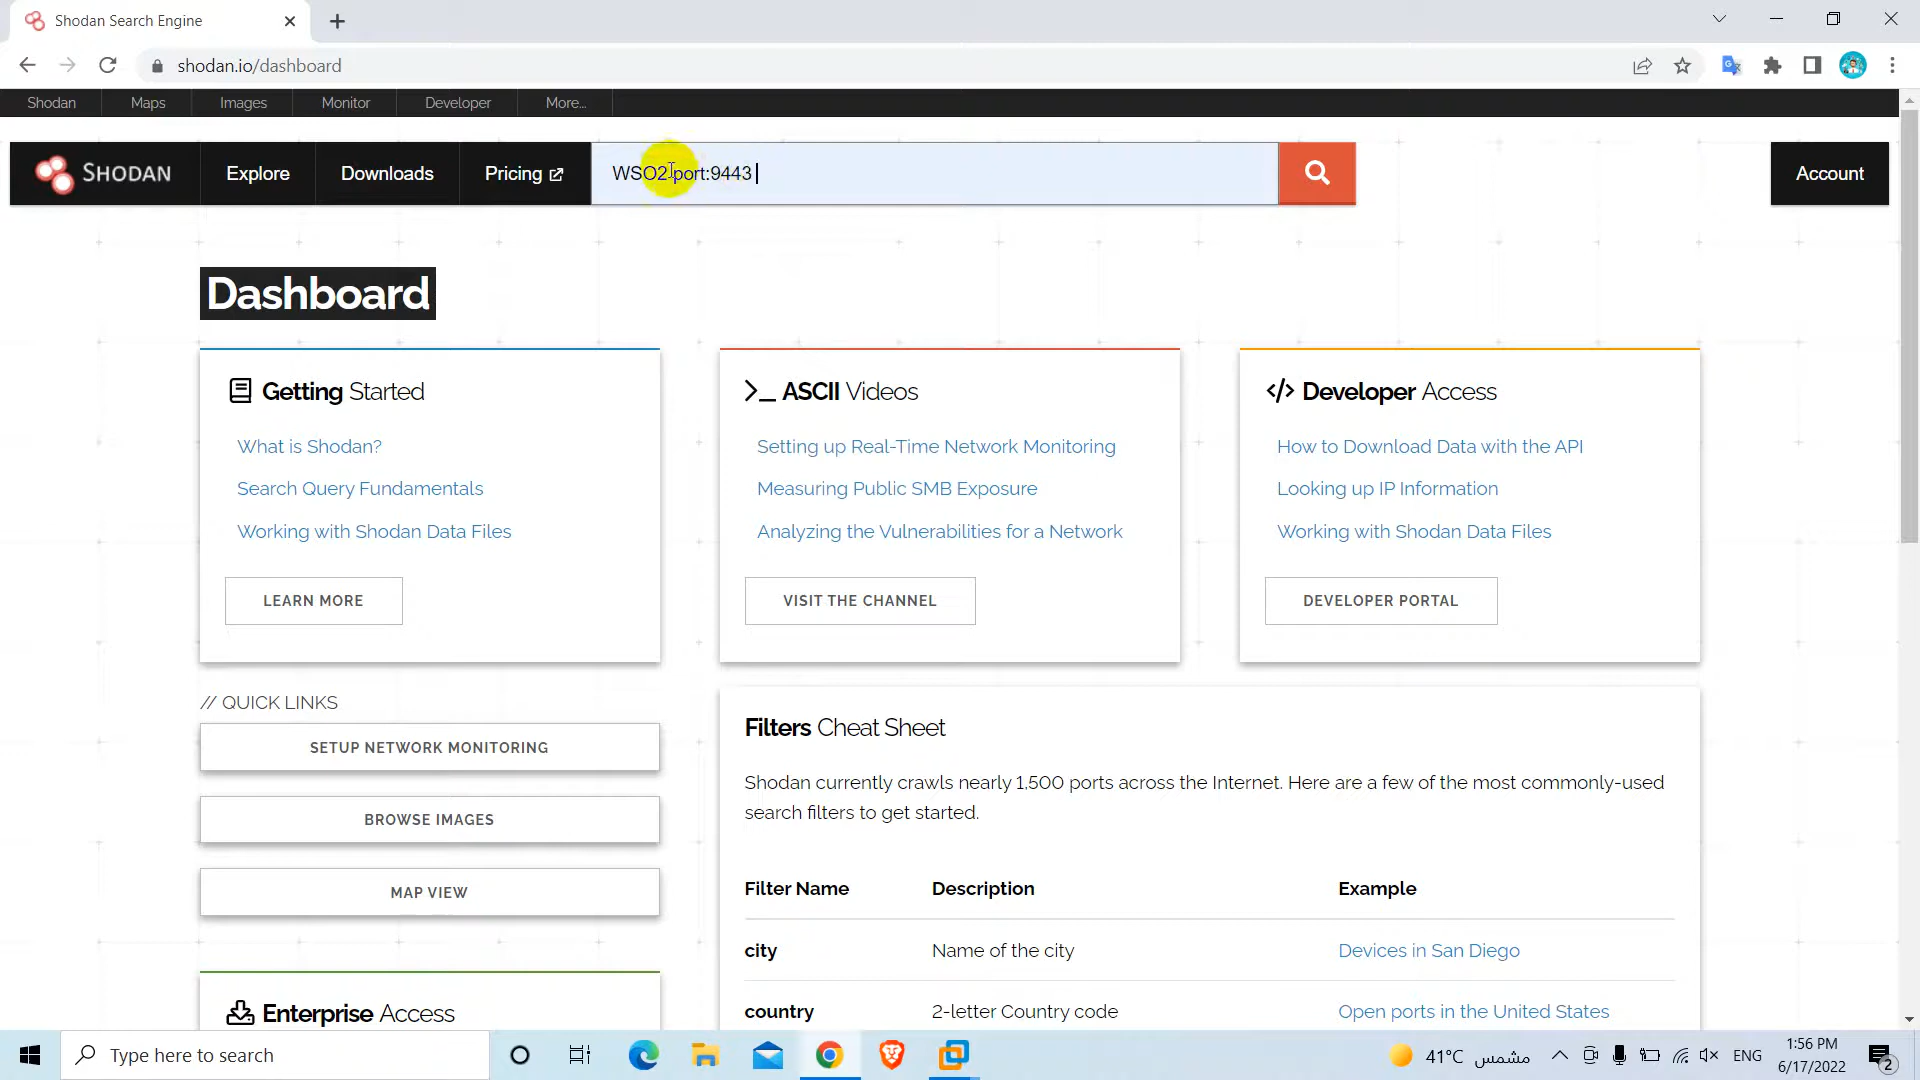 Shodan Search Engine
shodan.io/dashboard
Shodan Maps Images Monitor Developer More...
SHODAN Explore Downloads Pricing WSO2 port:9443 Account
Dashboard
Getting Started
What is Shodan?
Search Query Fundamentals
Working with Shodan Data Files
LEARN MORE
ASCII Videos
Setting up Real-Time Network Monitoring
Measuring Public SMB Exposure
Analyzing the Vulnerabilities for a Network
VISIT THE CHANNEL
Developer Access
How to Download Data with the API
Looking up IP Information
Working with Shodan Data Files
DEVELOPER PORTAL
// QUICK LINKS
SETUP NETWORK MONITORING
BROWSE IMAGES
MAP VIEW
Enterprise Access
Filters Cheat Sheet
Shodan currently crawls nearly 1,500 ports across the Internet. Here are a few of the most commonly-used
search filters to get started.
Filter Name Description Example
city Name of the city Devices in San Diego
country 2-letter Country code Open ports in the United States
Type here to search
41°C مشمس
ENG
1:56 PM
6/17/2022
2